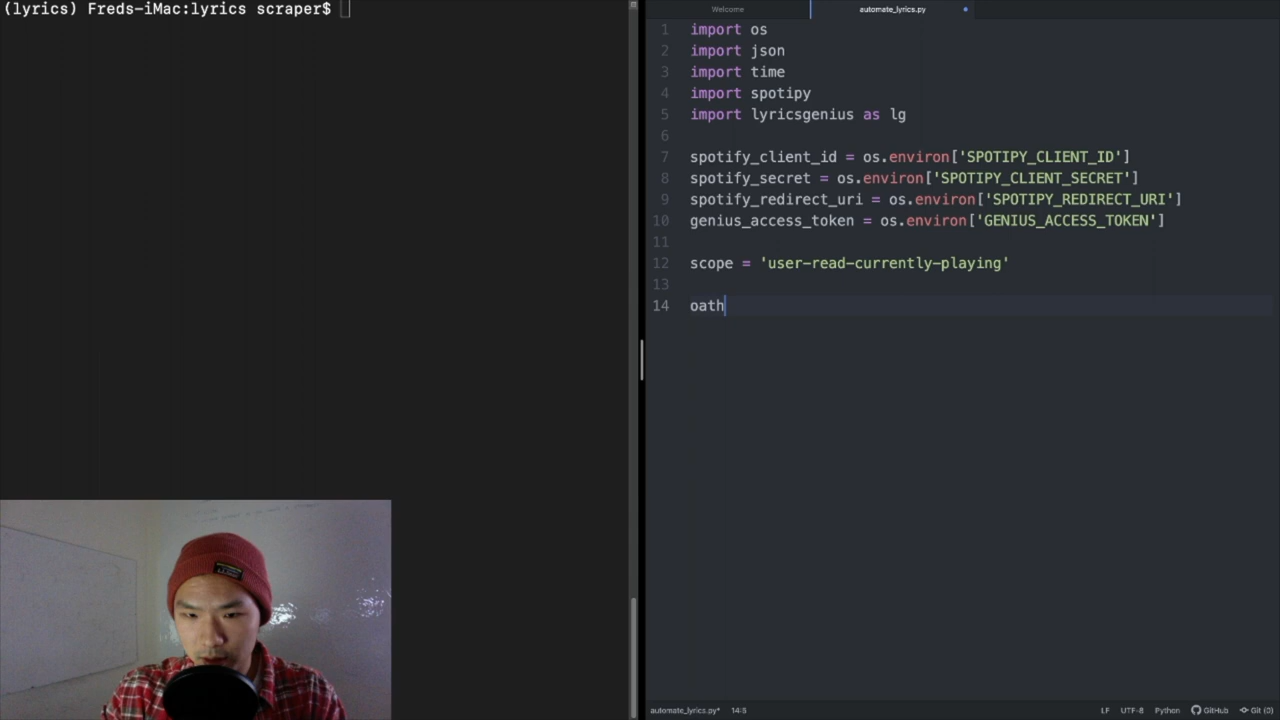 (lyrics) Freds-iMac:lyrics scraper$
Welcome
automate_lyrics.py
1 import os
2 import json
3 import time
4 import spotipy
5 import lyricsgenius as lg
6
7 spotify_client_id = os.environ['SPOTIPY_CLIENT_ID']
8 spotify_secret = os.environ['SPOTIPY_CLIENT_SECRET']
9 spotify_redirect_uri = os.environ['SPOTIPY_REDIRECT_URI']
10 genius_access_token = os.environ['GENIUS_ACCESS_TOKEN']
11
12 scope = 'user-read-currently-playing'
13
14 oath
automate_lyrics.py* 14:5 LF UTF-8 Python GitHub Git (0)